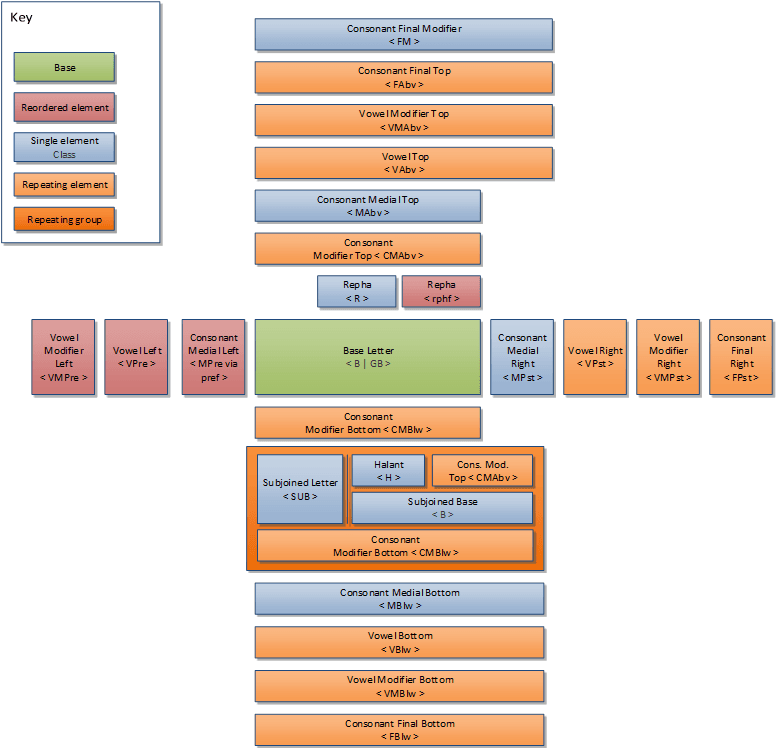 Key
Base
Reordered element
Single element
Class
Repeating element
Repeating group
Consonant Final Modifier
< FM >
Consonant Final Top
< FAbv >
Vowel Modifier Top
< VMAbv >
Vowel Top
< VAbv >
Consonant Medial Top
< MAbv >
Consonant
Modifier Top < CMAbv >
Repha
< R >
Repha
< rphf >
Vowel
Modifier
Left
< VMPre >
Vowel Left
< VPre >
Consonant
Medial Left
< MPre via
pref >
Base Letter
< B | GB >
Consonant
Medial
Right
< MPst >
Vowel Right
< VPst >
Vowel
Modifier
Right
< VMPst >
Consonant
Final
Right
< FPst >
Consonant
Modifier Bottom < CMBlw >
Subjoined Letter
< SUB >
Halant
< H >
Cons. Mod.
Top < CMAbv >
Subjoined Base
< B >
Consonant
Modifier Bottom < CMBlw >
Consonant Medial Bottom
< MBlw >
Vowel Bottom
< VBlw >
Vowel Modifier Bottom
< VMBlw >
Consonant Final Bottom
< FBlw >